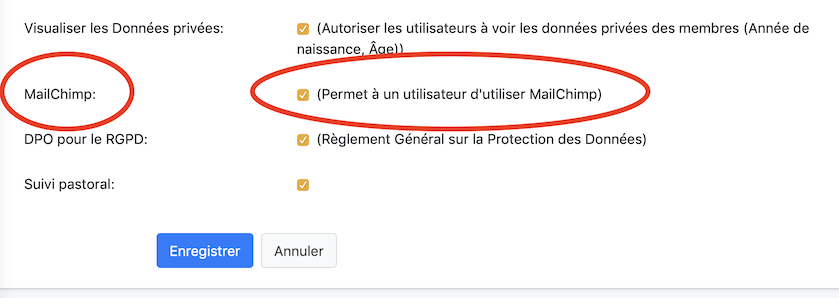 Visualiser les Données privées: (Autoriser les utilisateurs à voir les données privées des membres (Année de
naissance, Âge))
MailChimp: (Permet à un utilisateur d'utiliser MailChimp)
DPO pour le RGPD: (Règlement Général sur la Protection des Données)
Suivi pastoral:
Enregistrer Annuler